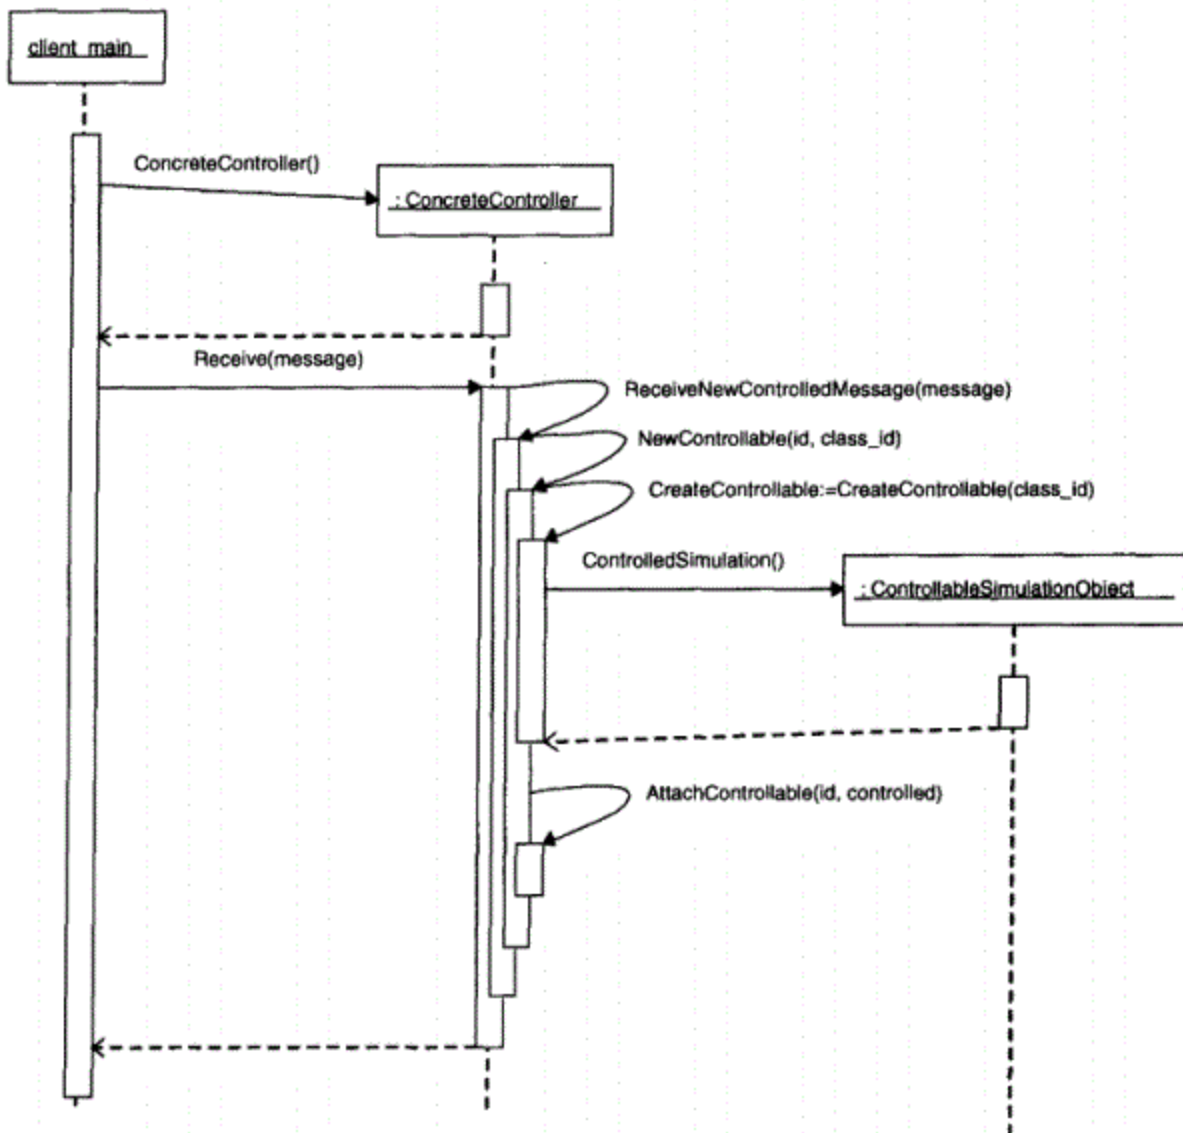 client_main
ConcreteController()
: ConcreteController
Receive(message)
ReceiveNewControlledMessage(message)
NewControllable(id, class_id)
CreateControllable:=CreateControllable(class_id)
ControlledSimulation()
: ControllableSimulationObject
AttachControllable(id, controlled)